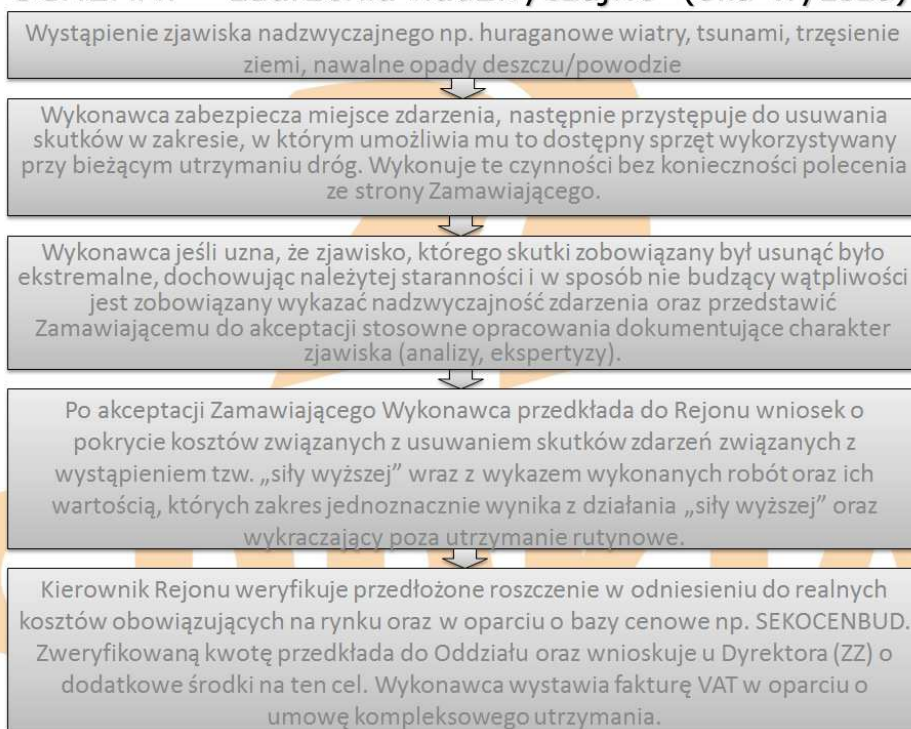 Wystąpienie zjawiska nadzwyczajnego np. huraganowe wiatry, tsunami, trzęsienie
ziemi, nawalne opady deszczu/powodzie
Wykonawca zabezpiecza miejsce zdarzenia, następnie przystępuje do usuwania
skutków w zakresie, w którym umożliwia mu to dostępny sprzęt wykorzystywany
przy bieżącym utrzymaniu dróg. Wykonuje te czynności bez konieczności polecenia
ze strony Zamawiającego.
Wykonawca jeśli uzna, że zjawisko, którego skutki zobowiązany był usunąć było
ekstremalne, dochowując należytej staranności i w sposób nie budzący wątpliwości
jest zobowiązany wykazać nadzwyczajność zdarzenia oraz przedstawić
Zamawiającemu do akceptacji stosowne opracowania dokumentujące charakter
zjawiska (analizy, ekspertyzy).
Po akceptacji Zamawiającego Wykonawca przedkłada do Rejonu wniosek o
pokrycie kosztów związanych z usuwaniem skutków zdarzeń związanych z
wystąpieniem tzw. „siły wyższej” wraz z wykazem wykonanych robót oraz ich
wartością, których zakres jednoznacznie wynika z działania „siły wyższej” oraz
wykraczający poza utrzymanie rutynowe.
Kierownik Rejonu weryfikuje przedłożone roszczenie w odniesieniu do realnych
kosztów obowiązujących na rynku oraz w oparciu o bazy cenowe np. SEKOCENBUD.
Zweryfikowaną kwotę przedkłada do Oddziału oraz wnioskuje u Dyrektora (ZZ) o
dodatkowe środki na ten cel. Wykonawca wystawia fakturę VAT w oparciu o
umowę kompleksowego utrzymania.